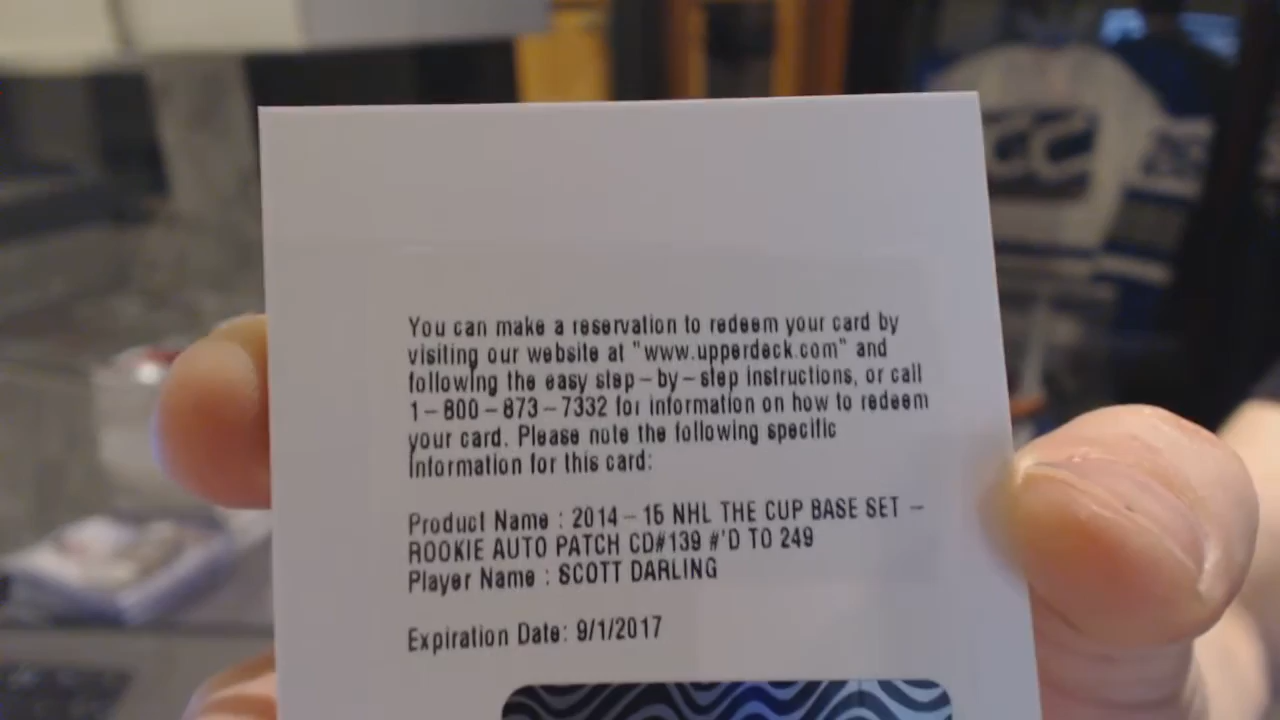 You can make a reservation to redeem your card by
visiting our website at "www.upperdeck.com" and
following the easy step-by-step instructions, or call
1-800-873-7332 for information on how to redeem
your card. Please note the following specific
information for this card:
Product Name : 2014-15 NHL THE CUP BASE SET -
ROOKIE AUTO PATCH CD#139 #'D TO 249
Player Name : SCOTT DARLING
Expiration Date: 9/1/2017